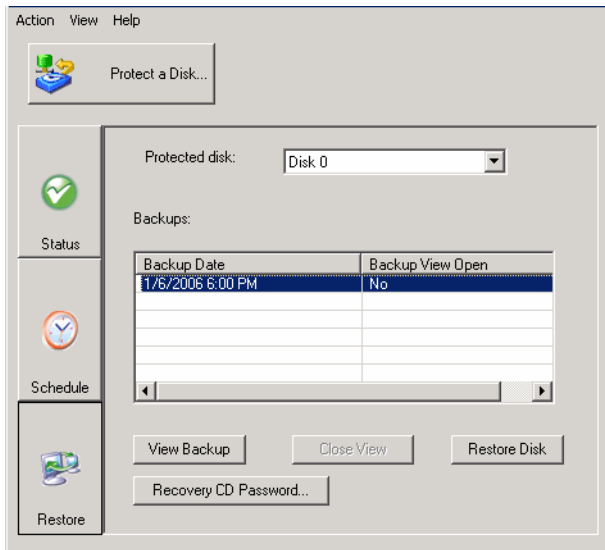 Action View Help
Protect a Disk...
Protected disk: Disk 0
Backups:
Status
Backup Date Backup View Open
1/6/2006 6:00 PM No
Schedule
View Backup Close View Restore Disk
Recovery CD Password...
Restore